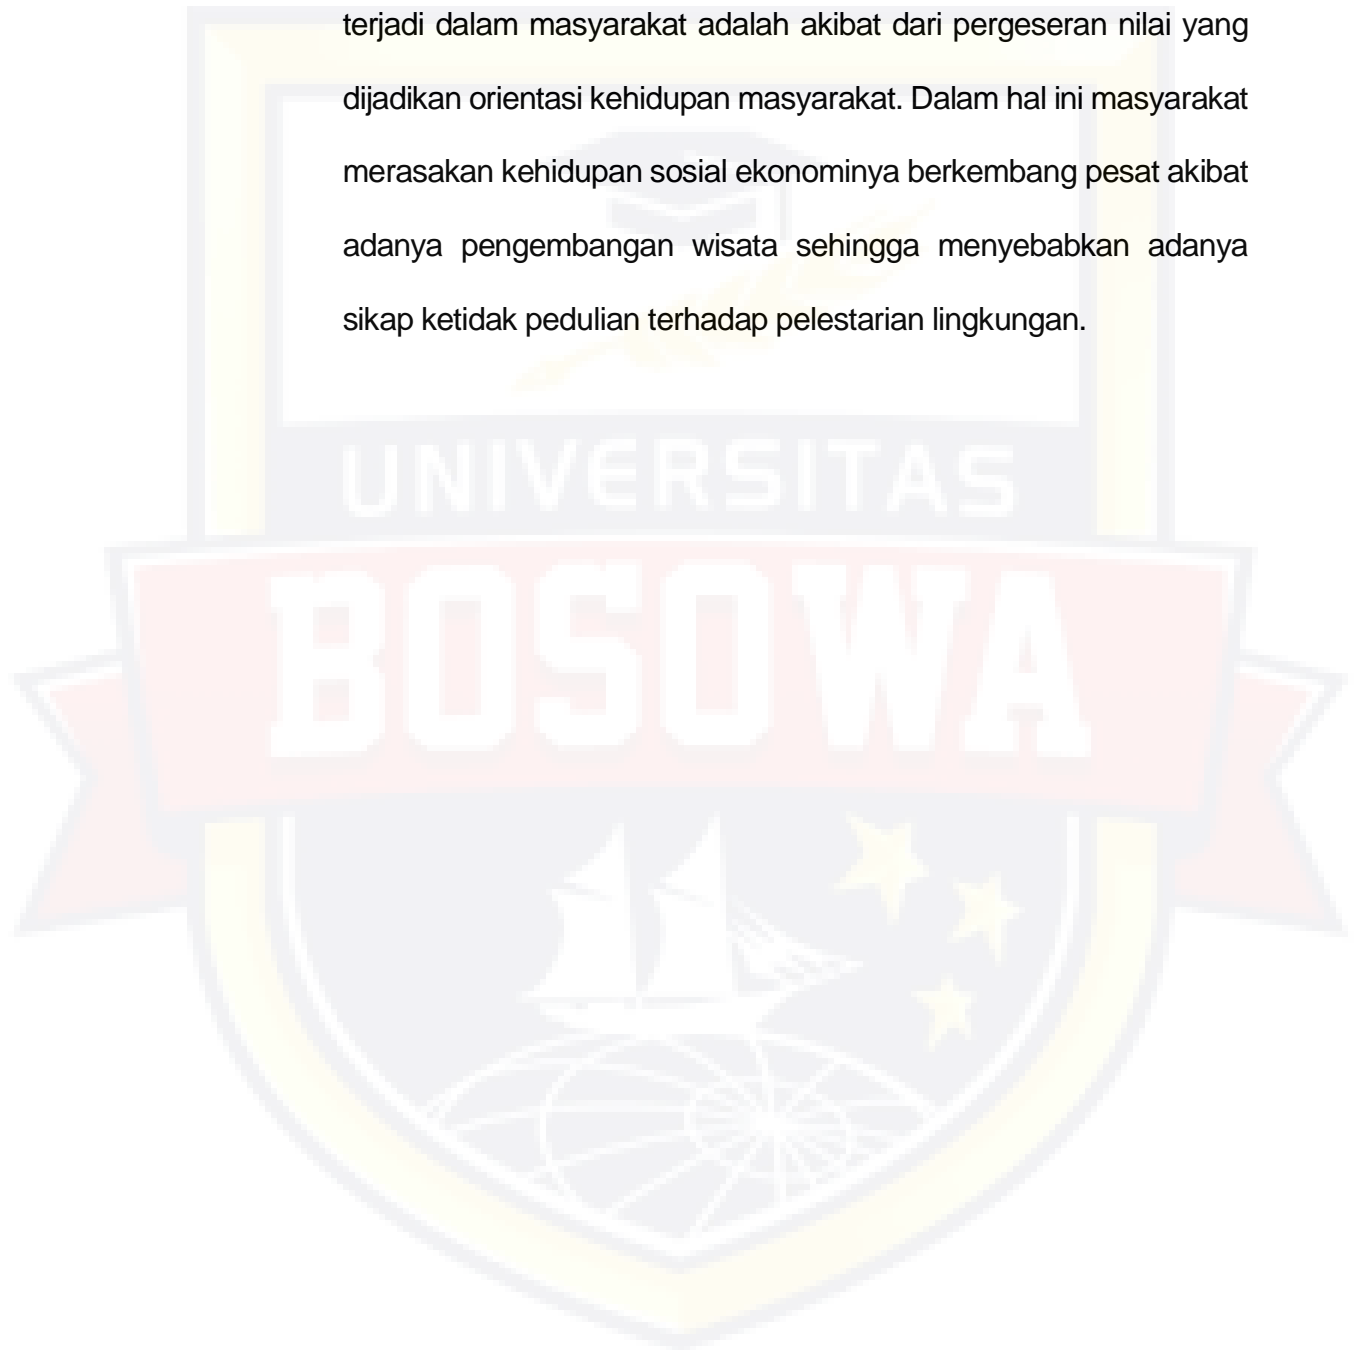 terjadi dalam masyarakat adalah akibat dari pergeseran nilai yang
dijadikan orientasi kehidupan masyarakat. Dalam hal ini masyarakat
merasakan kehidupan sosial ekonominya berkembang pesat akibat
adanya pengembangan wisata sehingga menyebabkan adanya
sikap ketidak pedulian terhadap pelestarian lingkungan.
UNIVERSITAS
BOSOWA